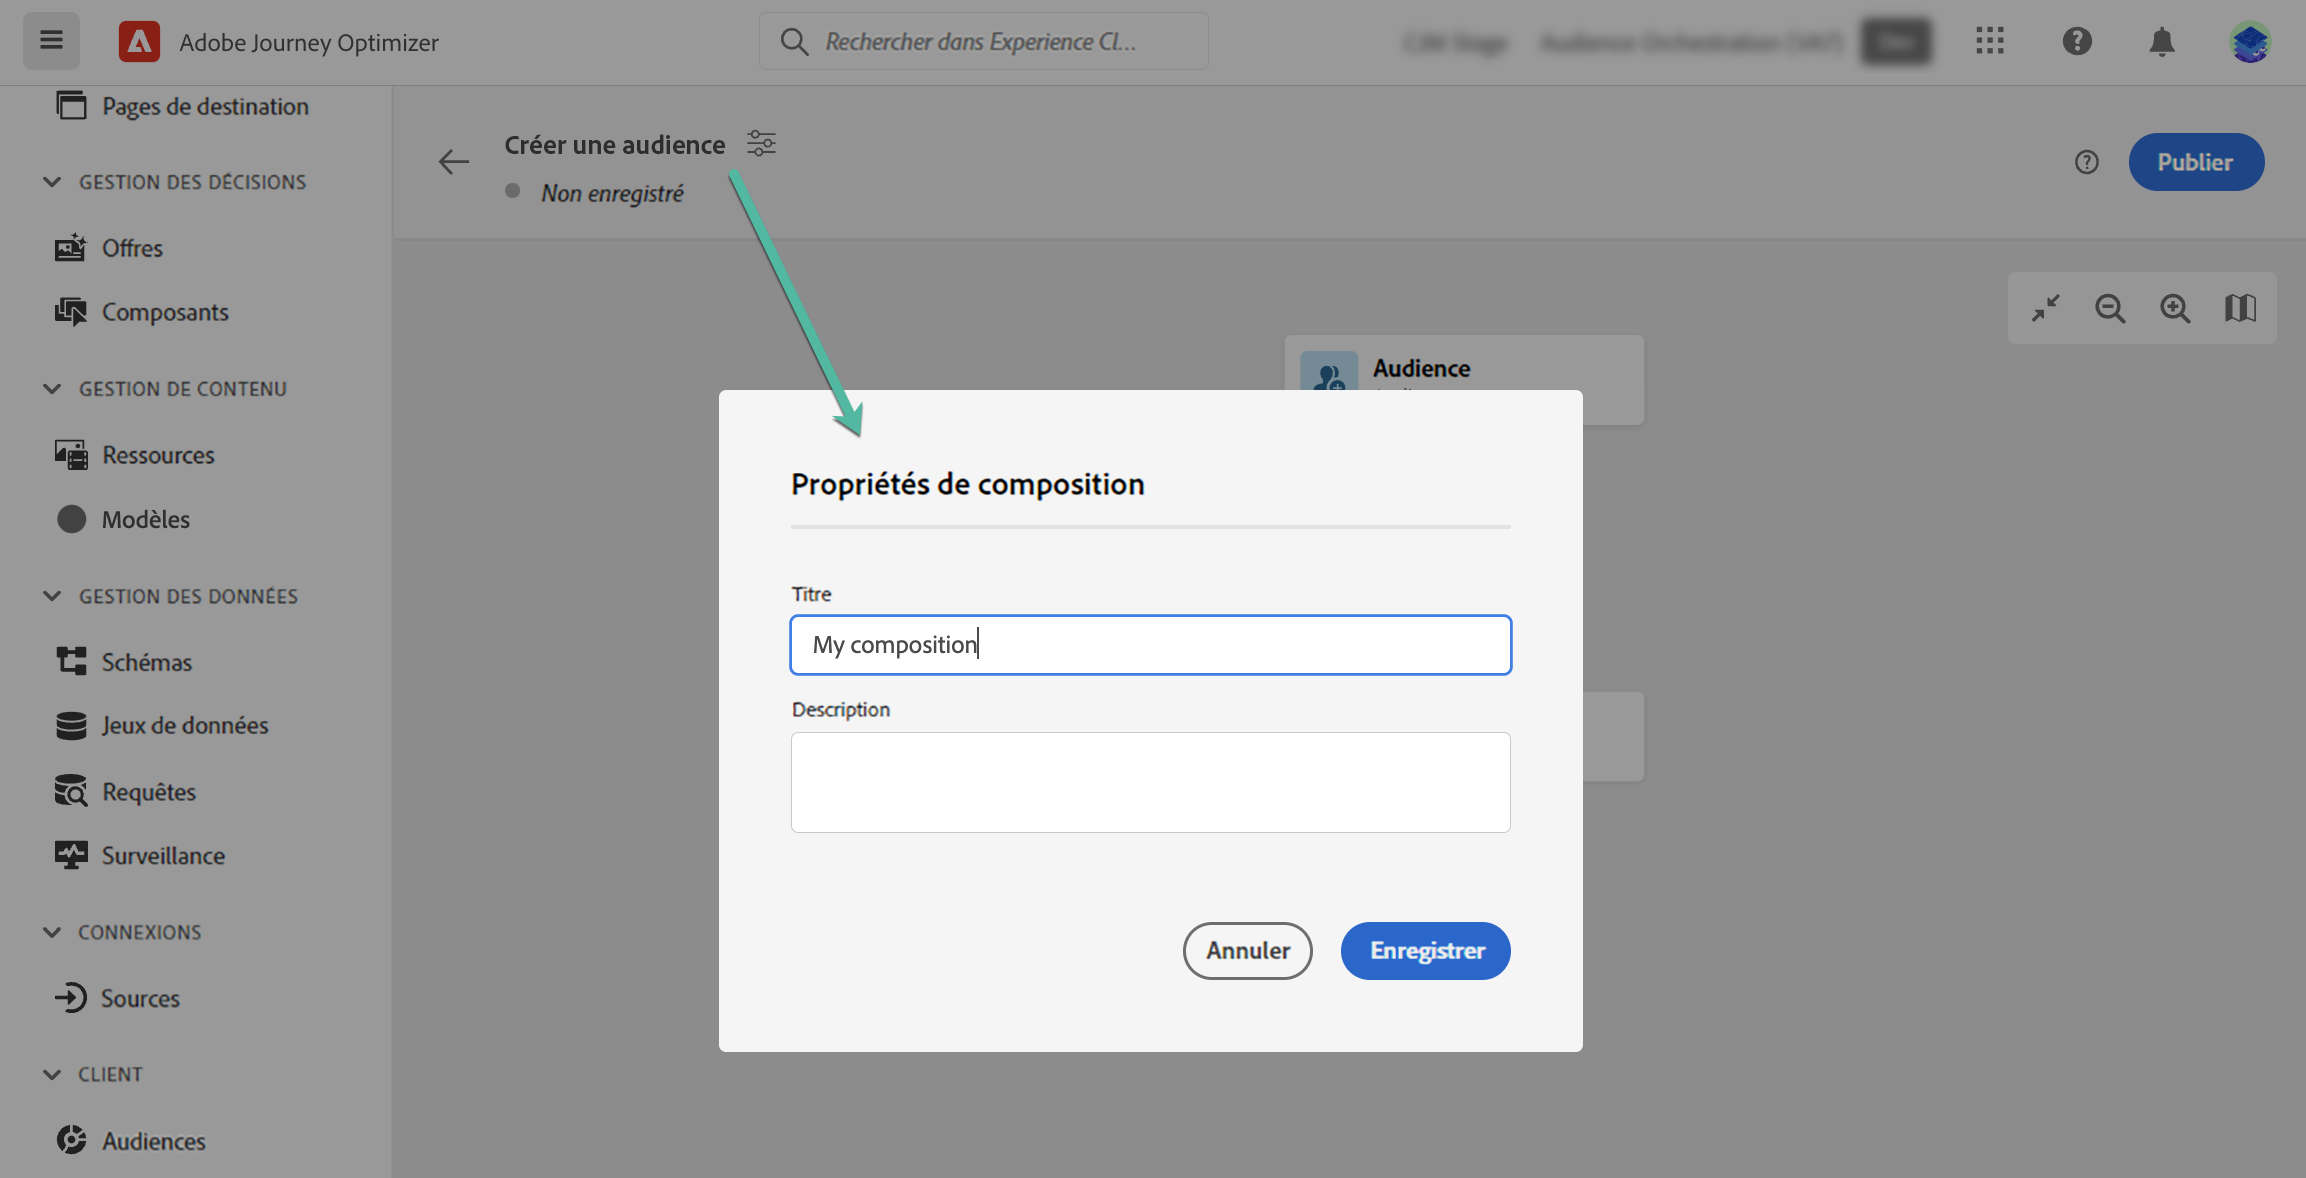 Adobe Journey Optimizer
Rechercher dans Experience Cl...
Pages de destination
GESTION DES DÉCISIONS
Offres
Composants
GESTION DE CONTENU
Ressources
Modèles
GESTION DES DONNÉES
Schémas
Jeux de données
Requêtes
Surveillance
CONNEXIONS
Sources
CLIENT
Audiences
Créer une audience
Non enregistré
Publier
Audience
Propriétés de composition
Titre
My composition
Description
Annuler
Enregistrer